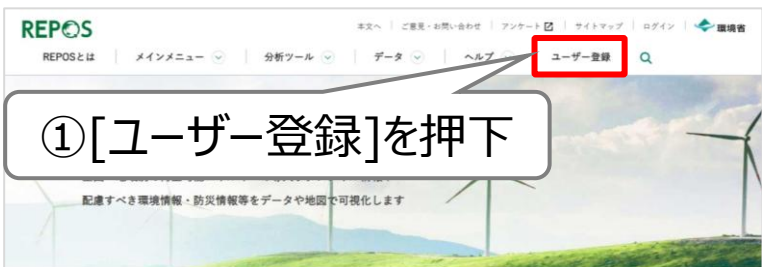 REPOS
本文へ | ご意見・お問い合わせ | アンケート | サイトマップ | ログイン | 環境省
REPOSとは メインメニュー 分析ツール データ ヘルプ ユーザー登録
①[ユーザー登録]を押下
配慮すべき環境情報・防災情報等をデータや地図で可視化します